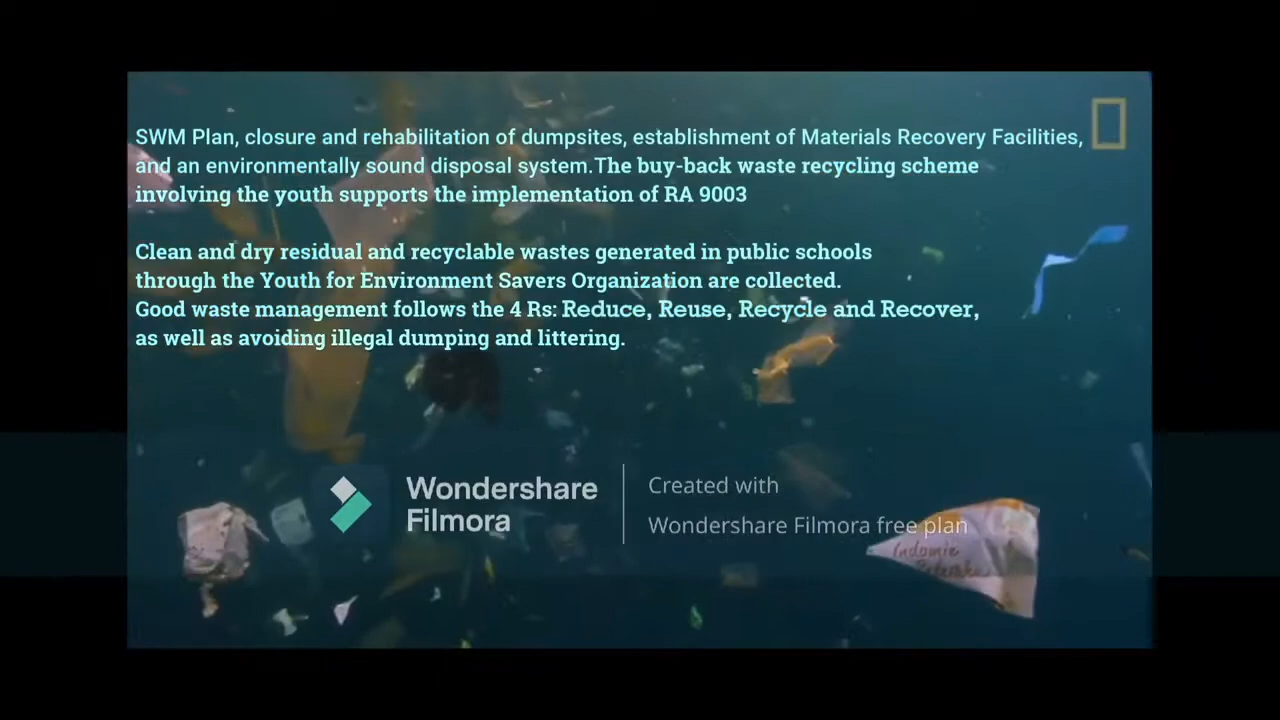 SWM Plan, closure and rehabilitation of dumpsites, establishment of Materials Recovery Facilities,
and an environmentally sound disposal system.The buy-back waste recycling scheme
involving the youth supports the implementation of RA 9003
Clean and dry residual and recyclable wastes generated in public schools
through the Youth for Environment Savers Organization are collected.
Good waste management follows the 4 Rs: Reduce, Reuse, Recycle and Recover,
as well as avoiding illegal dumping and littering.
Wondershare
Filmora
Created with
Wondershare Filmora free plan
Indomie